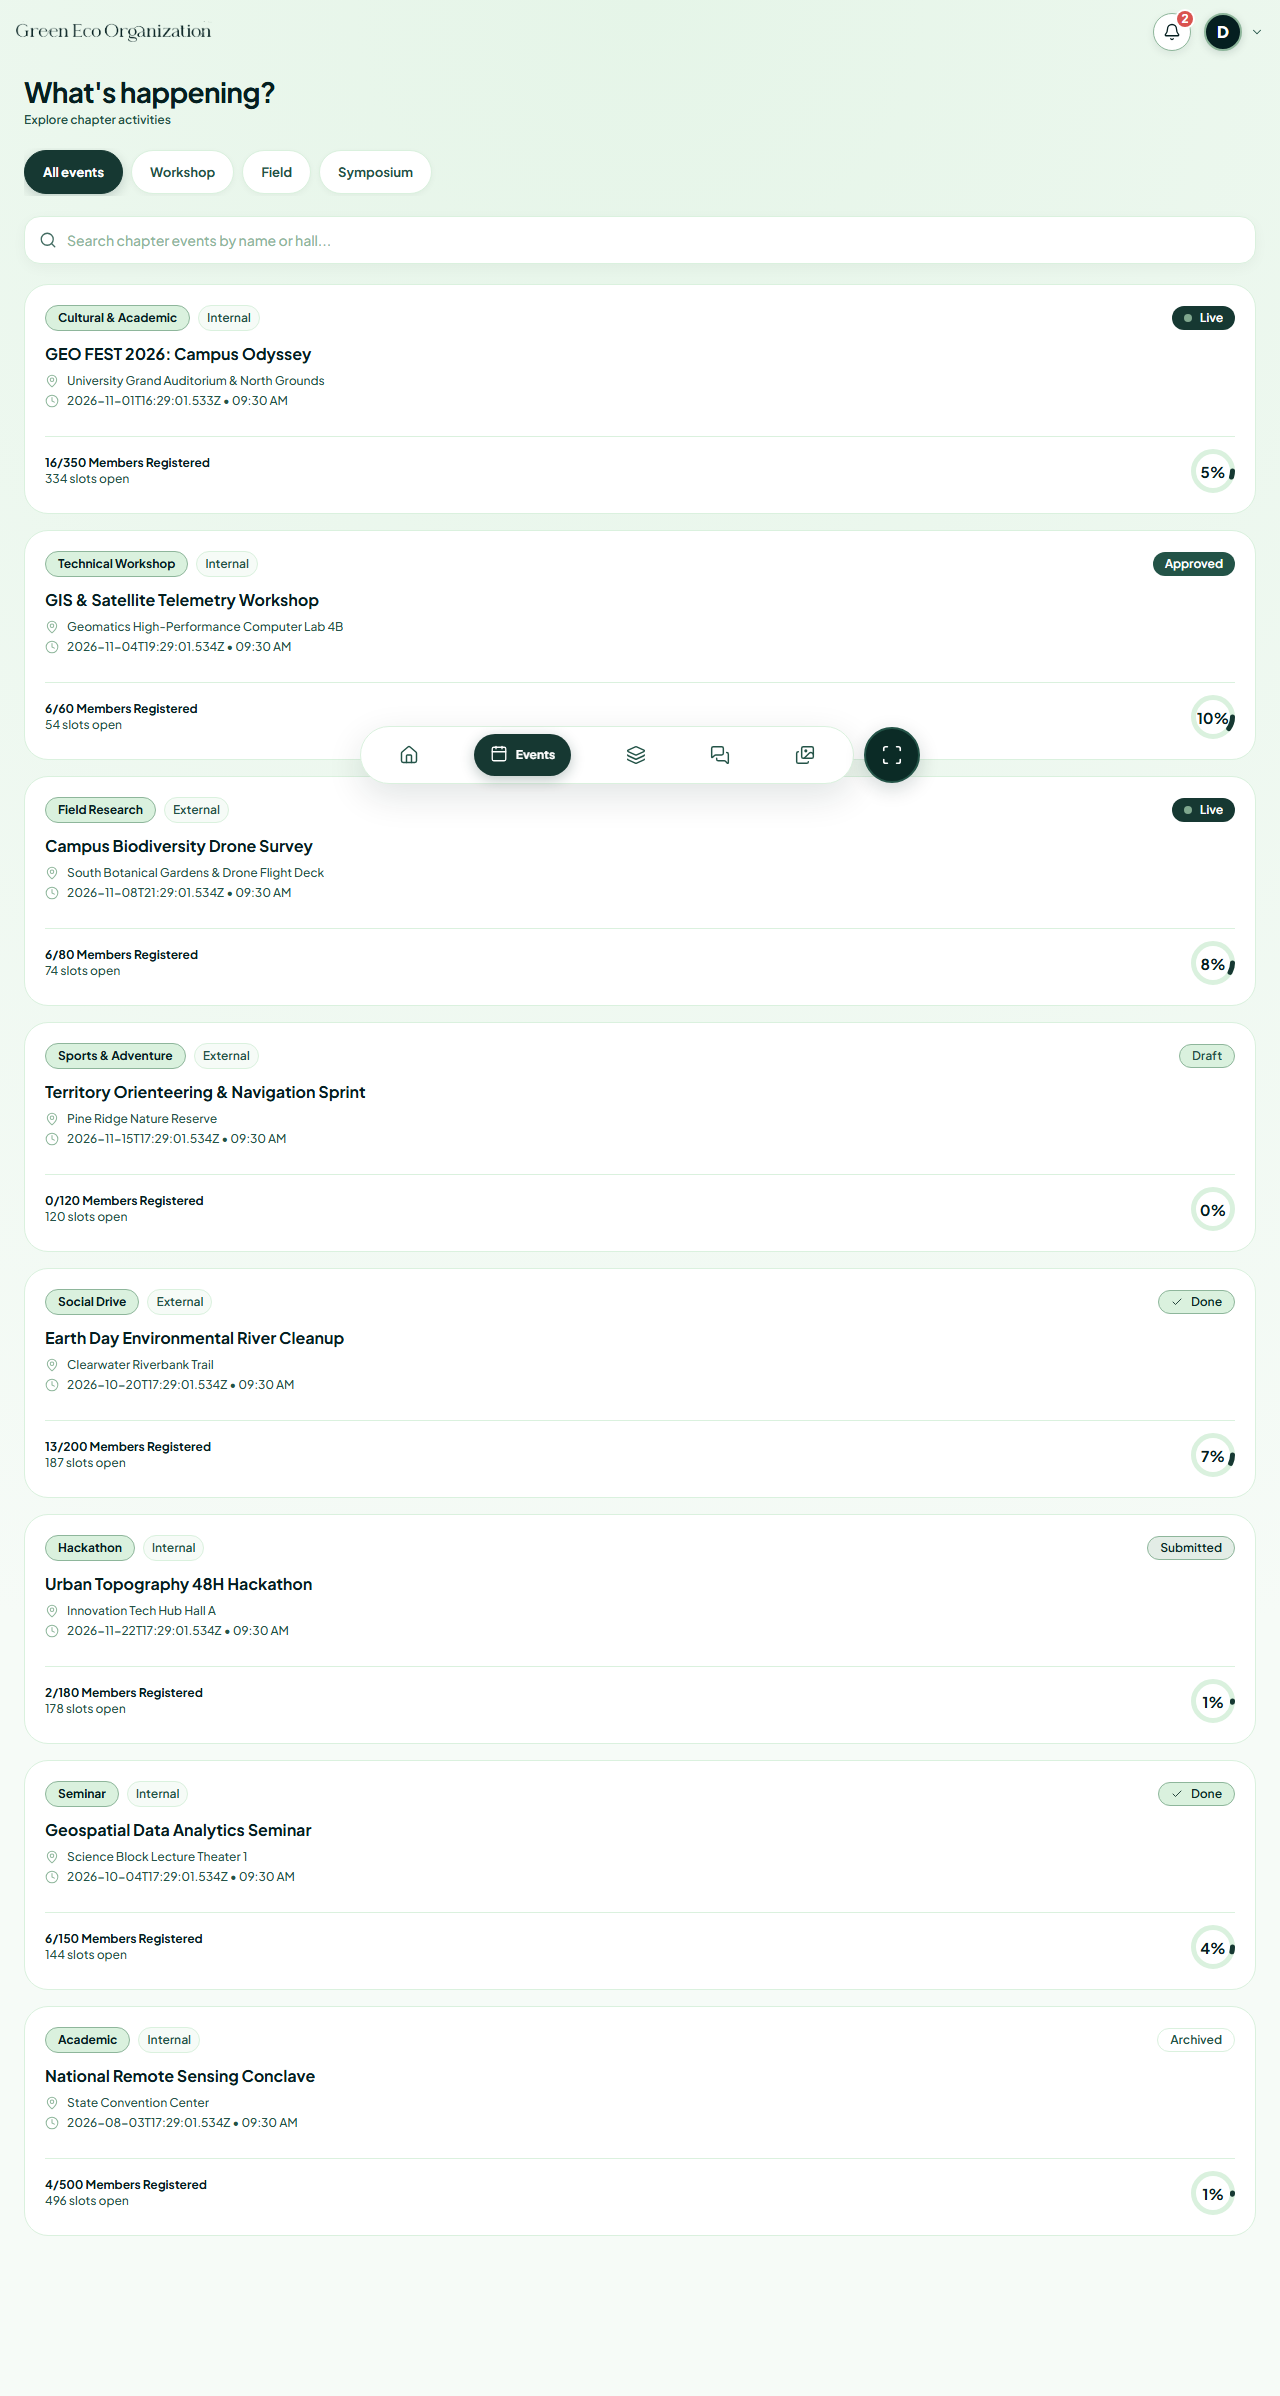 Green Eco Organization
2
D
What's happening?
Explore chapter activities
All events
Workshop
Field
Symposium
Search chapter events by name or hall...
Cultural & Academic
Internal
Live
GEO FEST 2026: Campus Odyssey
University Grand Auditorium & North Grounds
2026-11-01T16:29:01.533Z • 09:30 AM
16/350 Members Registered
334 slots open
5%
Technical Workshop
Internal
Approved
GIS & Satellite Telemetry Workshop
Geomatics High-Performance Computer Lab 4B
2026-11-04T19:29:01.534Z • 09:30 AM
6/60 Members Registered
54 slots open
10%
Events
Field Research
External
Live
Campus Biodiversity Drone Survey
South Botanical Gardens & Drone Flight Deck
2026-11-08T21:29:01.534Z • 09:30 AM
6/80 Members Registered
74 slots open
8%
Sports & Adventure
External
Draft
Territory Orienteering & Navigation Sprint
Pine Ridge Nature Reserve
2026-11-15T17:29:01.534Z • 09:30 AM
0/120 Members Registered
120 slots open
0%
Social Drive
External
Done
Earth Day Environmental River Cleanup
Clearwater Riverbank Trail
2026-10-20T17:29:01.534Z • 09:30 AM
13/200 Members Registered
187 slots open
7%
Hackathon
Internal
Submitted
Urban Topography 48H Hackathon
Innovation Tech Hub Hall A
2026-11-22T17:29:01.534Z • 09:30 AM
2/180 Members Registered
178 slots open
1%
Seminar
Internal
Done
Geospatial Data Analytics Seminar
Science Block Lecture Theater 1
2026-10-04T17:29:01.534Z • 09:30 AM
6/150 Members Registered
144 slots open
4%
Academic
Internal
Archived
National Remote Sensing Conclave
State Convention Center
2026-08-03T17:29:01.534Z • 09:30 AM
4/500 Members Registered
496 slots open
1%